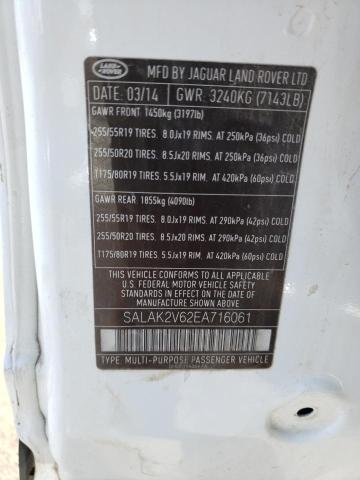 LAND-
ROVER
MFD BY JAGUAR LAND ROVER LTD
DATE: 03/14 GWR: 3240KG (7143LB)
GAWR FRONT: 1450kg (3197lb)
255/55R19 TIRES. 8.0Jx19 RIMS. AT 250kPa (36psi) COLD
255/50R20 TIRES. 8.5Jx20 RIMS. AT 250kPa (36psi) COLD
T175/80R19 TIRES. 5.5Jx19 RIM. AT 420kPa (60psi) COLD
GAWR REAR: 1855kg (4090lb)
255/55R19 TIRES. 8.0Jx19 RIMS. AT 290kPa (42psi) COLD
255/50R20 TIRES. 8.5Jx20 RIMS. AT 290kPa (42psi) COLD
T175/80R19 TIRES. 5.5Jx19 RIM. AT 420kPa (60psi) COLD
THIS VEHICLE CONFORMS TO ALL APPLICABLE
U.S. FEDERAL MOTOR VEHICLE SAFETY
STANDARDS IN EFFECT ON THE DATE OF
MANUFACTURE SHOWN ABOVE
SALAK2V62EA716061
TYPE: MULTI-PURPOSE PASSENGER VEHICLE